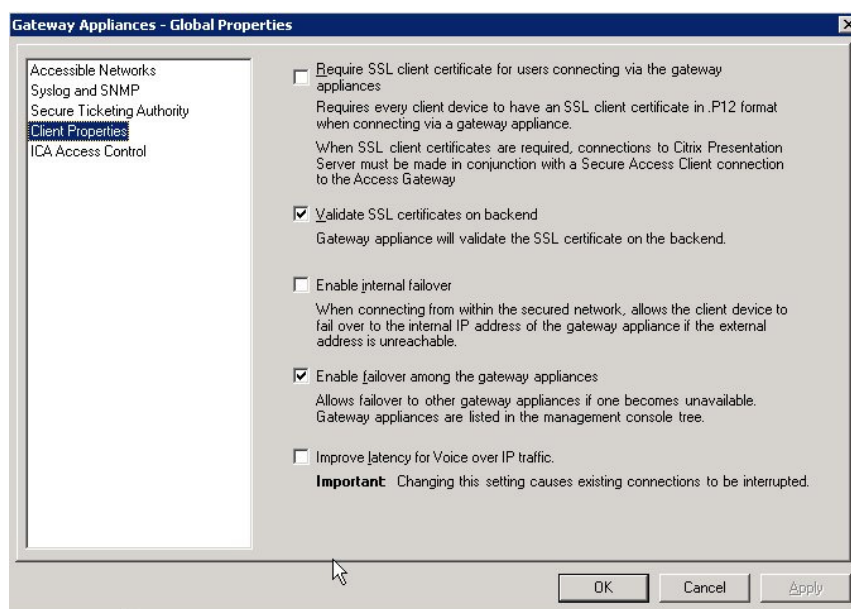 Gateway Appliances - Global Properties
Accessible Networks
Syslog and SNMP
Secure Ticketing Authority
Client Properties
ICA Access Control
Require SSL client certificate for users connecting via the gateway
appliances
Requires every client device to have an SSL client certificate in .P12 format
when connecting via a gateway appliance.
When SSL client certificates are required, connections to Citrix Presentation
Server must be made in conjunction with a Secure Access Client connection
to the Access Gateway
Validate SSL certificates on backend
Gateway appliance will validate the SSL certificate on the backend.
Enable internal failover
When connecting from within the secured network, allows the client device to
fail over to the internal IP address of the gateway appliance if the external
address is unreachable.
Enable failover among the gateway appliances
Allows failover to other gateway appliances if one becomes unavailable.
Gateway appliances are listed in the management console tree.
Improve latency for Voice over IP traffic.
Important: Changing this setting causes existing connections to be interrupted.
OK Cancel Apply